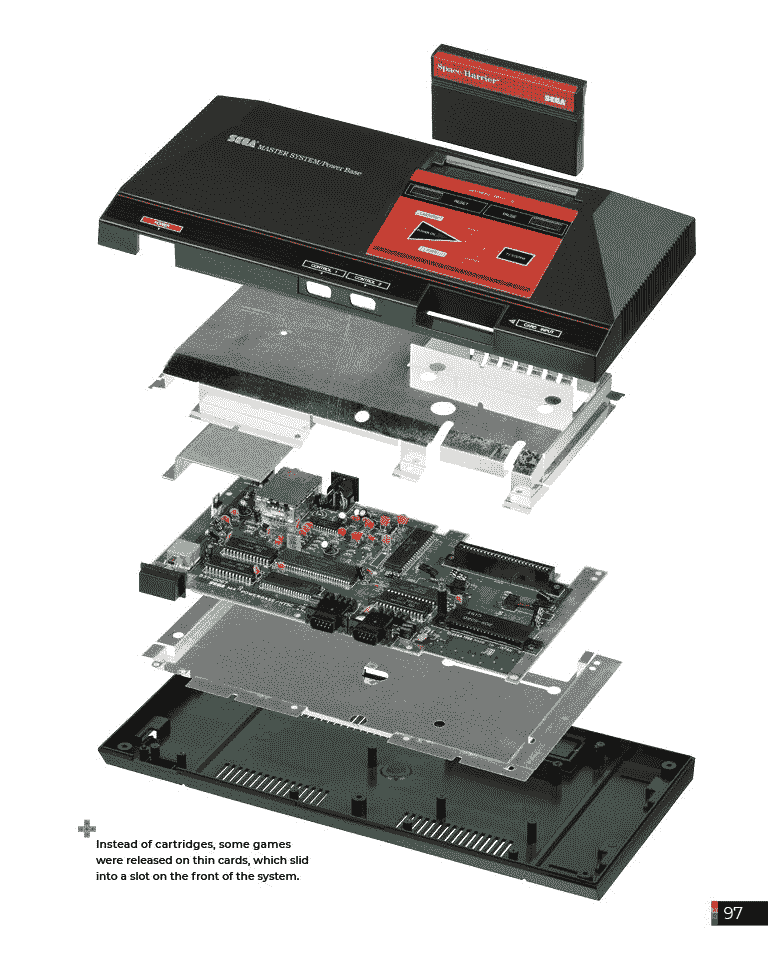 Space Harrier
SEGA
SEGA MASTER SYSTEM/Power Base
RESET
PAUSE
POWER
CONTROL 1
CONTROL 2
CARD INPUT
Instead of cartridges, some games
were released on thin cards, which slid
into a slot on the front of the system.
97